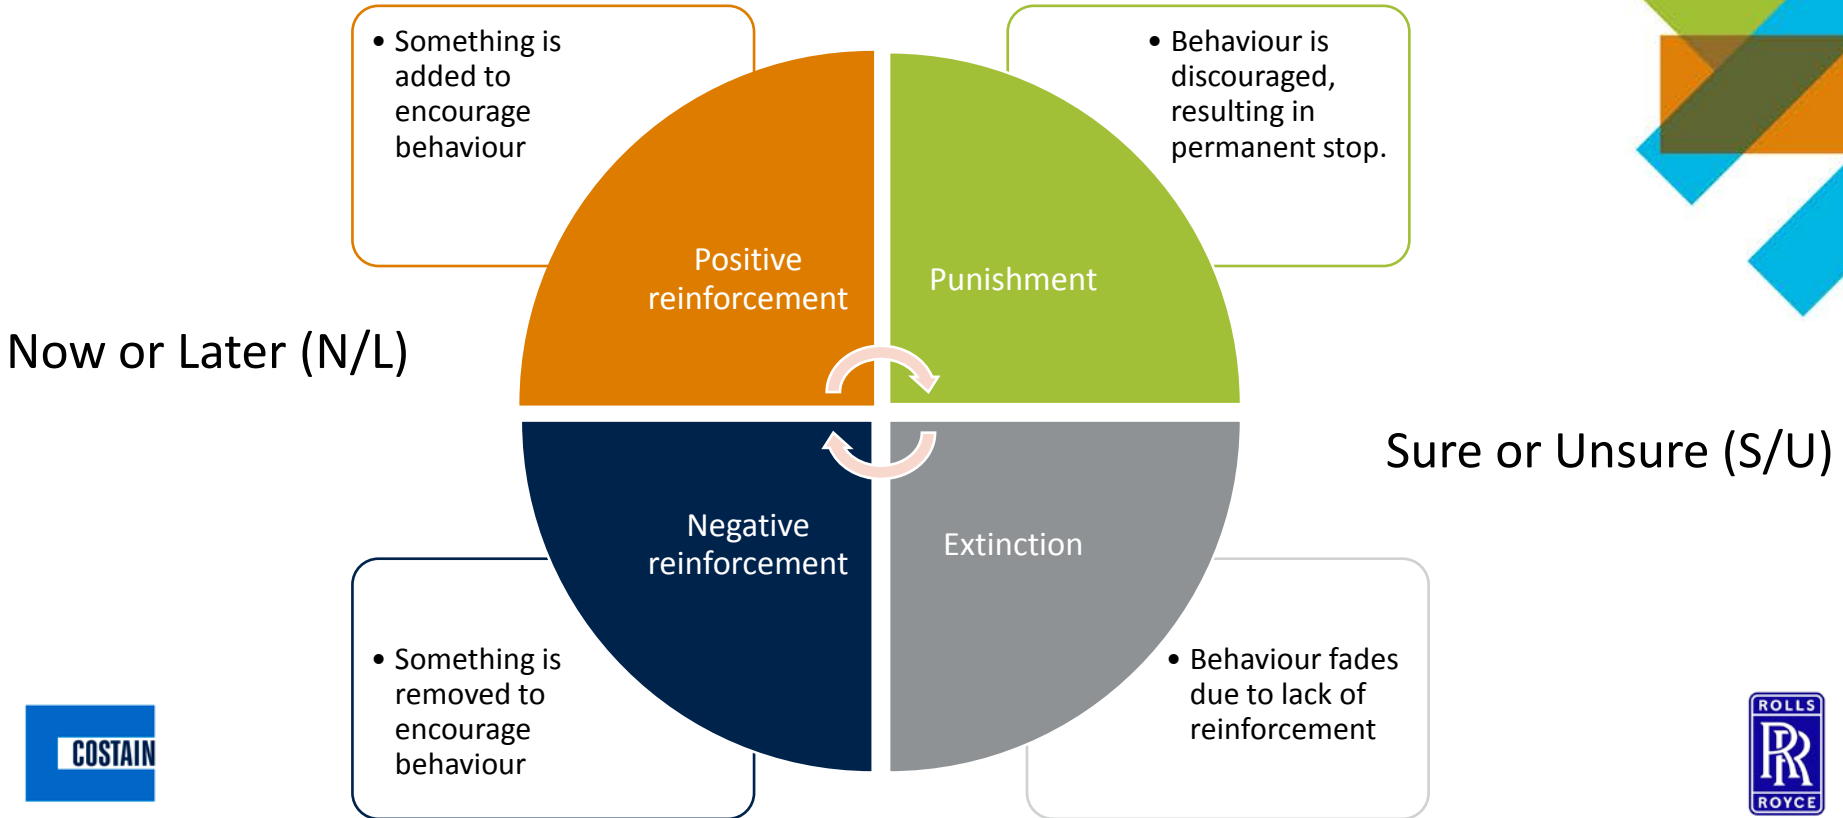 • Something is
added to
encourage
behaviour
• Behaviour is
discouraged,
resulting in
permanent stop.
Positive
reinforcement
Punishment
Now or Later (N/L)
Sure or Unsure (S/U)
Negative
reinforcement
Extinction
• Something is
removed to
encourage
behaviour
• Behaviour fades
due to lack of
reinforcement
COSTAIN
ROLLS
RR
ROYCE